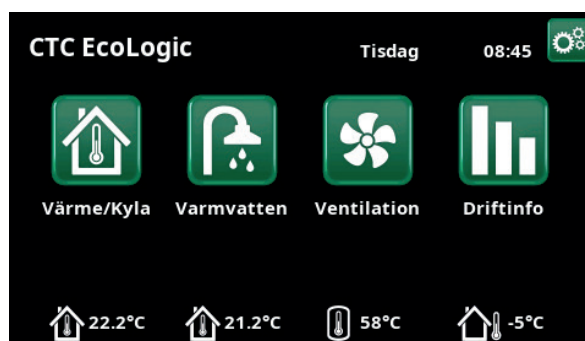 CTC EcoLogic Tisdag 08:45
Värme/Kyla Varmvatten Ventilation Driftinfo
22.2°C 21.2°C 58°C -5°C